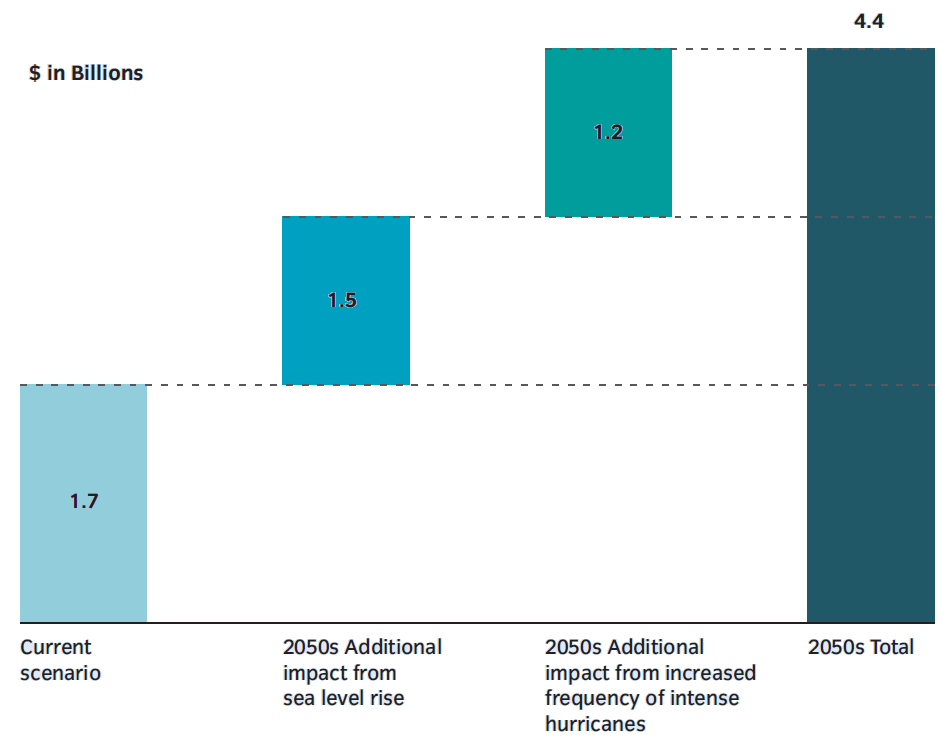 4.4
$ in Billions
1.2
1.5
1.7
Current
scenario
2050s Additional
impact from
sea level rise
2050s Additional
impact from increased
frequency of intense
hurricanes
2050s Total